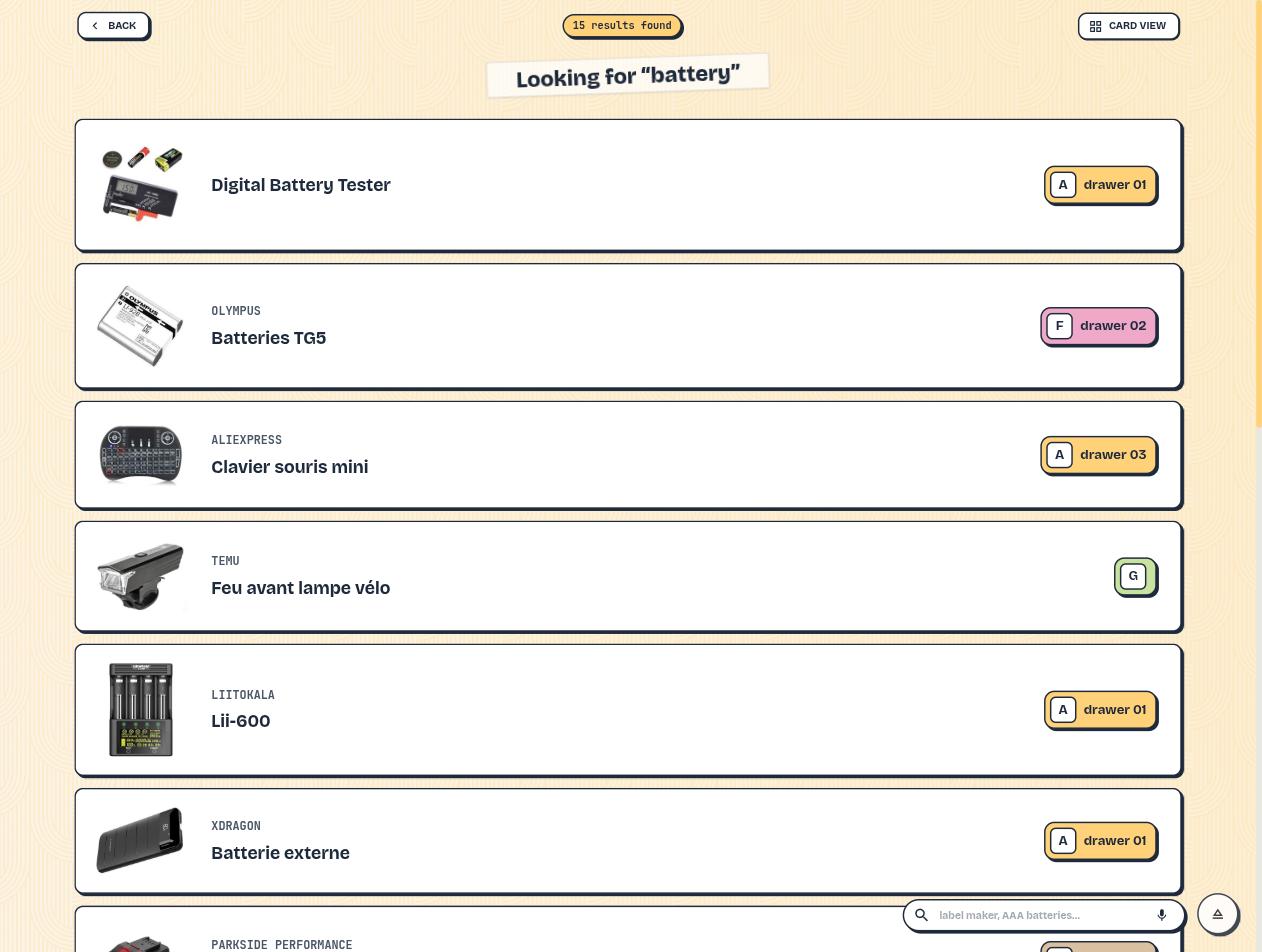 BACK
15 results found
CARD VIEW
Looking for “battery”
Digital Battery Tester
A drawer 01
OLYMPUS
OLYMPUS
Batteries TG5
F drawer 02
ALIEXPRESS
Clavier souris mini
A drawer 03
TEMU
Feu avant lampe vélo
G
LIITOKALA
Lii-600
A drawer 01
XDRAGON
Batterie externe
A drawer 01
label maker, AAA batteries...
PARKSIDE PERFORMANCE